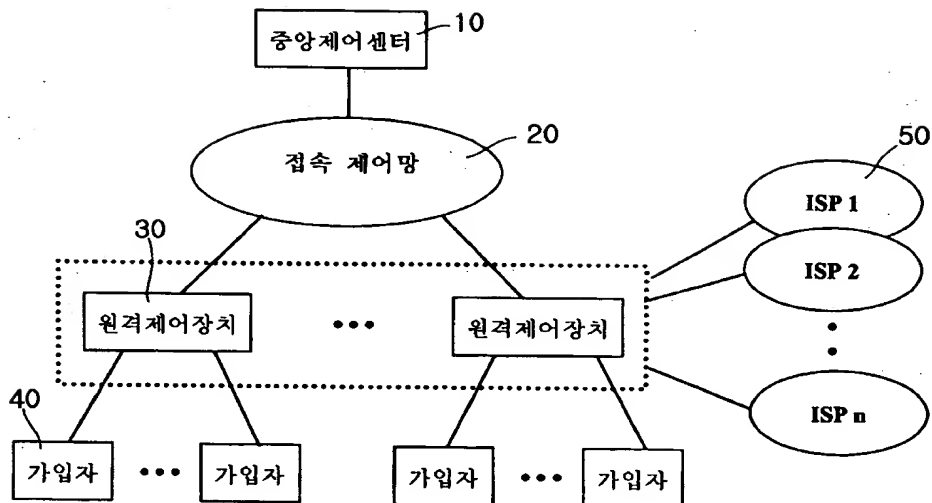 중앙제어센터
10
접속 제어망
20
50
ISP 1
30
ISP 2
원격제어장치
•••
원격제어장치
40
ISP n
가입자
•••
가입자
가입자
•••
가입자